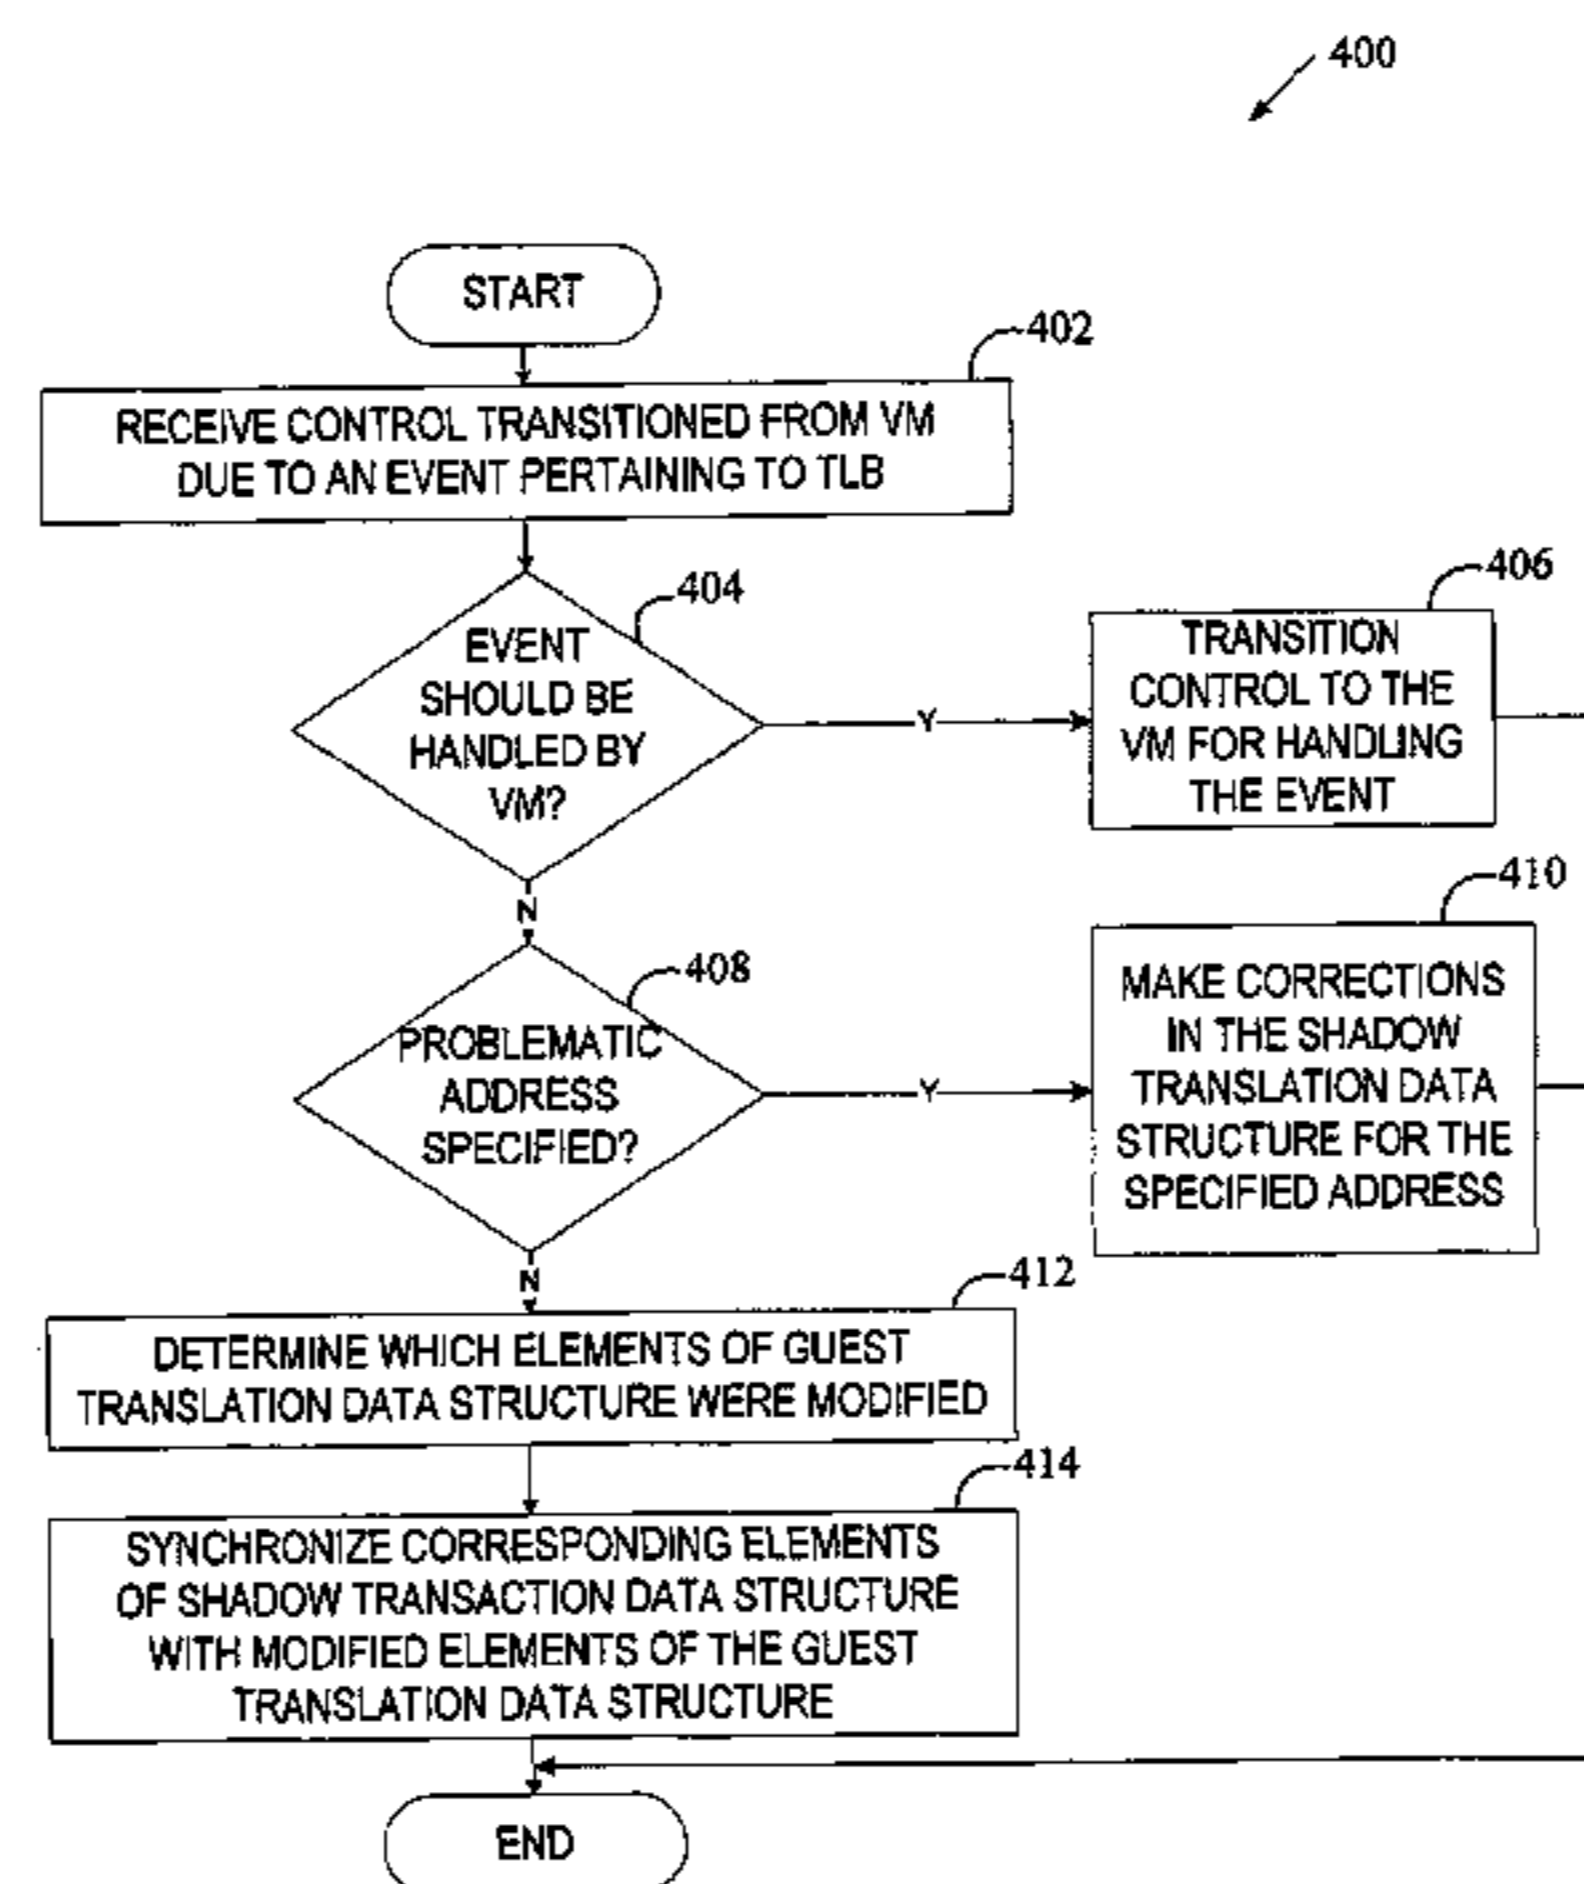 400
START
402
RECEIVE CONTROL TRANSITIONED FROM VM
DUE TO AN EVENT PERTAINING TO TLB
404
EVENT
SHOULD BE
HANDLED BY
VM?
Y
406
TRANSITION
CONTROL TO THE
VM FOR HANDLING
THE EVENT
N
408
PROBLEMATIC
ADDRESS
SPECIFIED?
Y
410
MAKE CORRECTIONS
IN THE SHADOW
TRANSLATION DATA
STRUCTURE FOR THE
SPECIFIED ADDRESS
N
412
DETERMINE WHICH ELEMENTS OF GUEST
TRANSLATION DATA STRUCTURE WERE MODIFIED
414
SYNCHRONIZE CORRESPONDING ELEMENTS
OF SHADOW TRANSACTION DATA STRUCTURE
WITH MODIFIED ELEMENTS OF THE GUEST
TRANSLATION DATA STRUCTURE
END